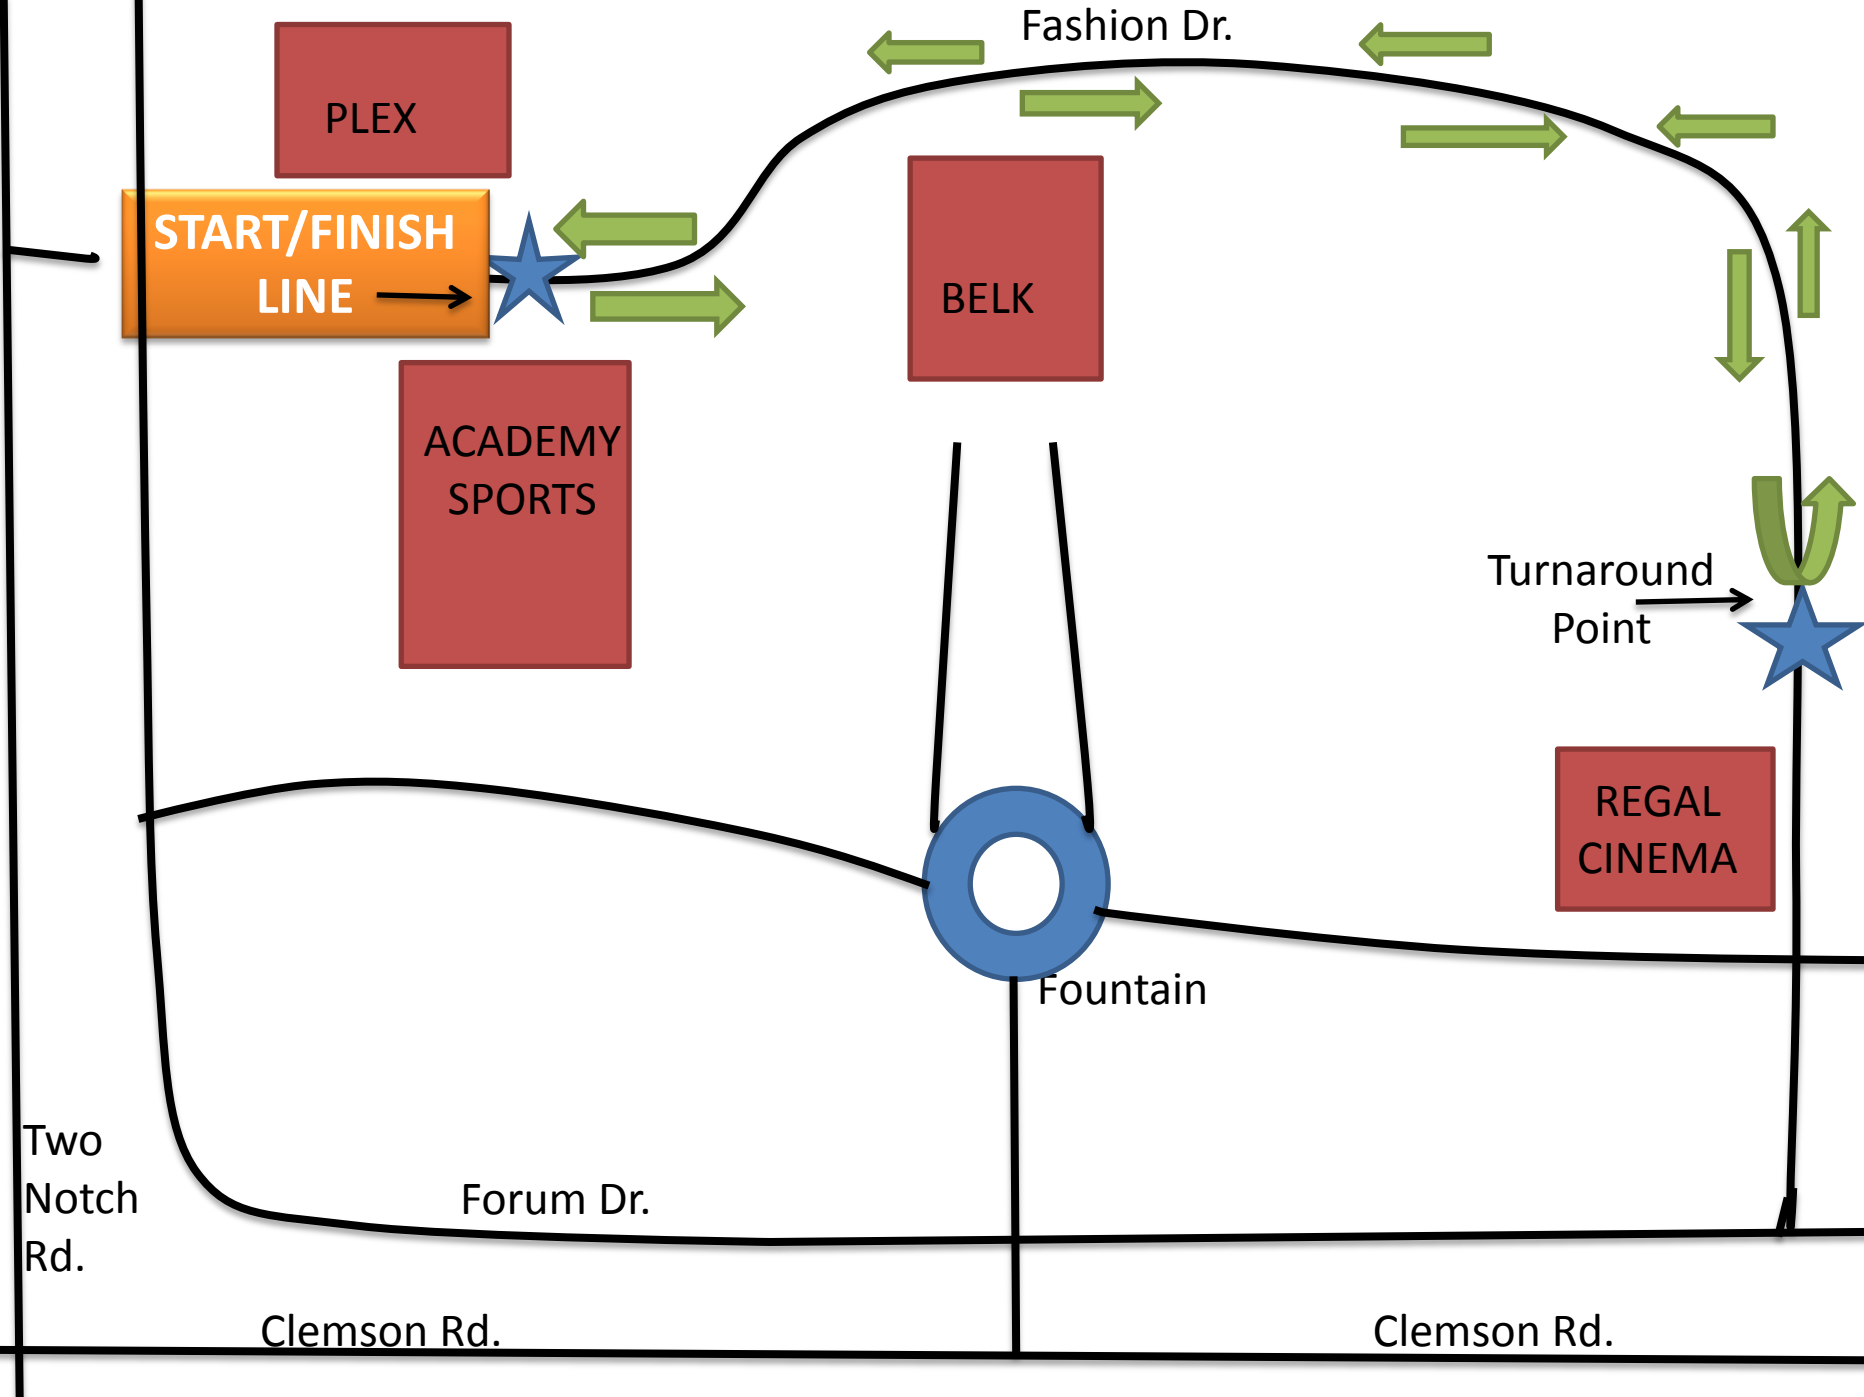 Fashion Dr.
PLEX
START/FINISH
LINE
BELK
ACADEMY
SPORTS
Turnaround
Point
REGAL
CINEMA
Fountain
Two
Notch
Rd.
Forum Dr.
Clemson Rd.
Clemson Rd.